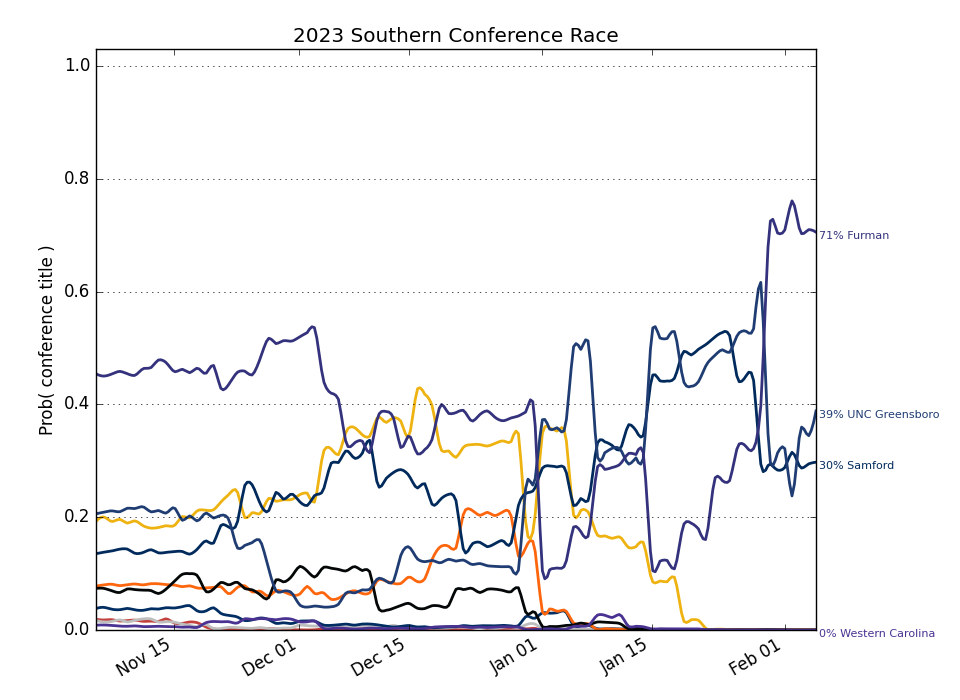 2023 Southern Conference Race
Prob( conference title )
1.0
0.8
0.6
0.4
0.2
0.0
71% Furman
39% UNC Greensboro
30% Samford
0% Western Carolina
Nov 15
Dec 01
Dec 15
Jan 01
Jan 15
Feb 01